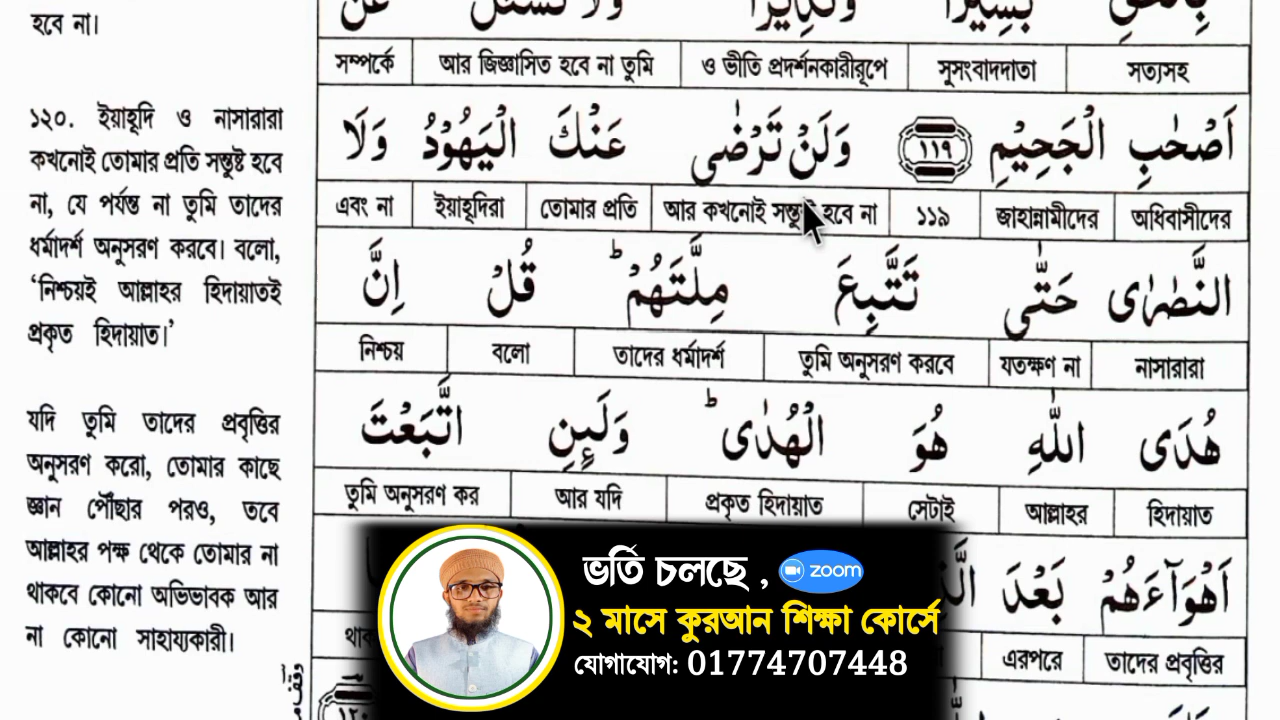 হবে না।
সম্পর্কে আর জিজ্ঞাসিত হবে না তুমি ও ভীতি প্রদর্শনকারীরূপে সুসংবাদদাতা সত্যসহ
اَصْحٰبِ الْجَحِيْمِ ١١٩ وَلَنْ تَرْضٰى عَنْكَ الْيَهُوْدُ وَلَا
এবং না ইয়াহূদিরা তোমার প্রতি আর কখনোই সন্তুষ্ট হবে না ১১৯ জাহান্নামীদের অধিবাসীদের
النَّصٰرٰى حَتّٰى تَتَّبِعَ مِلَّتَهُمْ ؕ قُلْ اِنَّ
নিশ্চয় বলো তাদের ধর্মাদর্শ তুমি অনুসরণ করবে যতক্ষণ না নাসারারা
هُدَى اللّٰهِ هُوَ الْهُدٰى ؕ وَلَىِٕنِ اتَّبَعْتَ
তুমি অনুসরণ কর আর যদি প্রকৃত হিদায়াত সেটাই আল্লাহর হিদায়াত
اَهْوَآءَهُمْ بَعْدَ
এরপরে তাদের প্রবৃত্তির
১২০. ইয়াহূদি ও নাসারারা
কখনোই তোমার প্রতি সন্তুষ্ট হবে
না, যে পর্যন্ত না তুমি তাদের
ধর্মাদর্শ অনুসরণ করবে। বলো,
‘নিশ্চয়ই আল্লাহর হিদায়াতই
প্রকৃত হিদায়াত।’
যদি তুমি তাদের প্রবৃত্তির
অনুসরণ করো, তোমার কাছে
জ্ঞান পৌঁছার পরও, তবে
আল্লাহর পক্ষ থেকে তোমার না
থাকবে কোনো অভিভাবক আর
না কোনো সাহায্যকারী।
ভর্তি চলছে , zoom
২ মাসে কুরআন শিক্ষা কোর্সে
যোগাযোগ: 01774707448